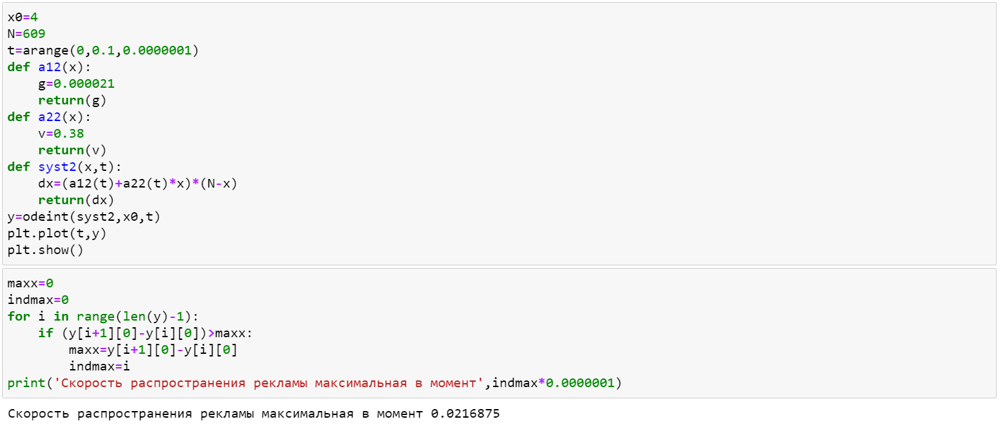 x0=4
N=609
t=arange(0,0.1,0.0000001)
def a12(x):
    g=0.000021
    return(g)
def a22(x):
    v=0.38
    return(v)
def syst2(x,t):
    dx=(a12(t)+a22(t)*x)*(N-x)
    return(dx)
y=odeint(syst2,x0,t)
plt.plot(t,y)
plt.show()
maxx=0
indmax=0
for i in range(len(y)-1):
    if (y[i+1][0]-y[i][0])>maxx:
        maxx=y[i+1][0]-y[i][0]
        indmax=i
print('Скорость распространения рекламы максимальная в момент',indmax*0.0000001)
Скорость распространения рекламы максимальная в момент 0.0216875